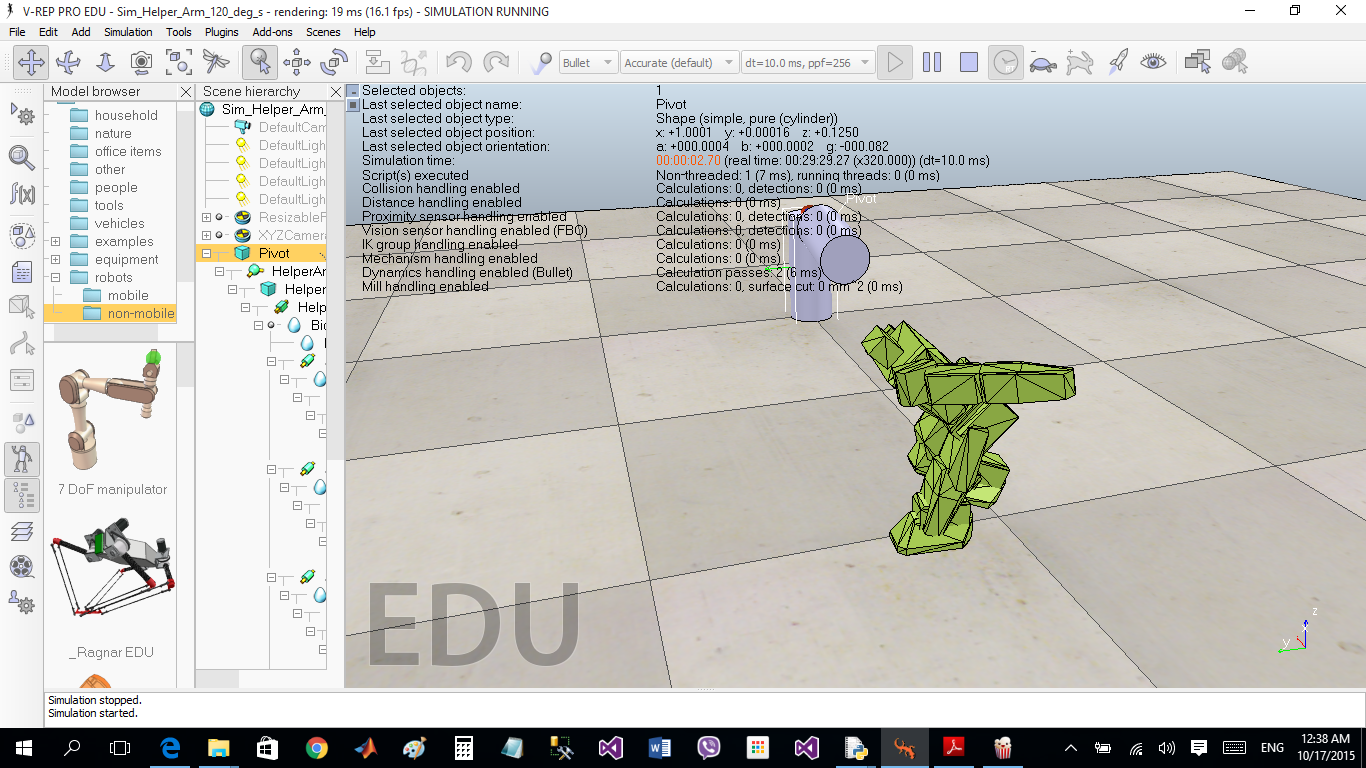 V-REP PRO EDU - Sim_Helper_Arm_120_deg_s - rendering: 19 ms (16.1 fps) - SIMULATION RUNNING
File Edit Add Simulation Tools Plugins Add-ons Scenes Help
Bullet Accurate (default) dt=10.0 ms, ppf=256
Model browser
household
nature
office items
other
people
tools
vehicles
examples
equipment
robots
mobile
non-mobile
7 DoF manipulator
_Ragnar EDU
Scene hierarchy
Sim_Helper_Arm_
DefaultCam
DefaultLigh
DefaultLigh
DefaultLigh
DefaultLigh
ResizableF
XYZCamera
Pivot
HelperAr
Helper
Help
Bio
Selected objects: 1
Last selected object name: Pivot
Last selected object type: Shape (simple, pure (cylinder))
Last selected object position: x: +1.0001 y: +0.00016 z: +0.1250
Last selected object orientation: a: +000.0004 b: +000.0002 g: -000.082
Simulation time: 00:00:02.70 (real time: 00:29:29.27 (x320.000)) (dt=10.0 ms)
Script(s) executed Non-threaded: 1 (7 ms), running threads: 0 (0 ms)
Collision handling enabled Calculations: 0, detections: 0 (0 ms)
Distance handling enabled Calculations: 0 (0 ms)
Proximity sensor handling enabled Calculations: 0, detections: 0 (0 ms)
Vision sensor handling enabled (FBO) Calculations: 0, detections: 0 (0 ms)
IK group handling enabled Calculations: 0 (0 ms)
Mechanism handling enabled Calculations: 0 (0 ms)
Dynamics handling enabled (Bullet) Calculation passes: 2 (6 ms)
Mill handling enabled Calculations: 0, surface cut: 0 mm^2 (0 ms)
Pivot
EDU
z
y
Simulation stopped.
Simulation started.
ENG
12:38 AM
10/17/2015